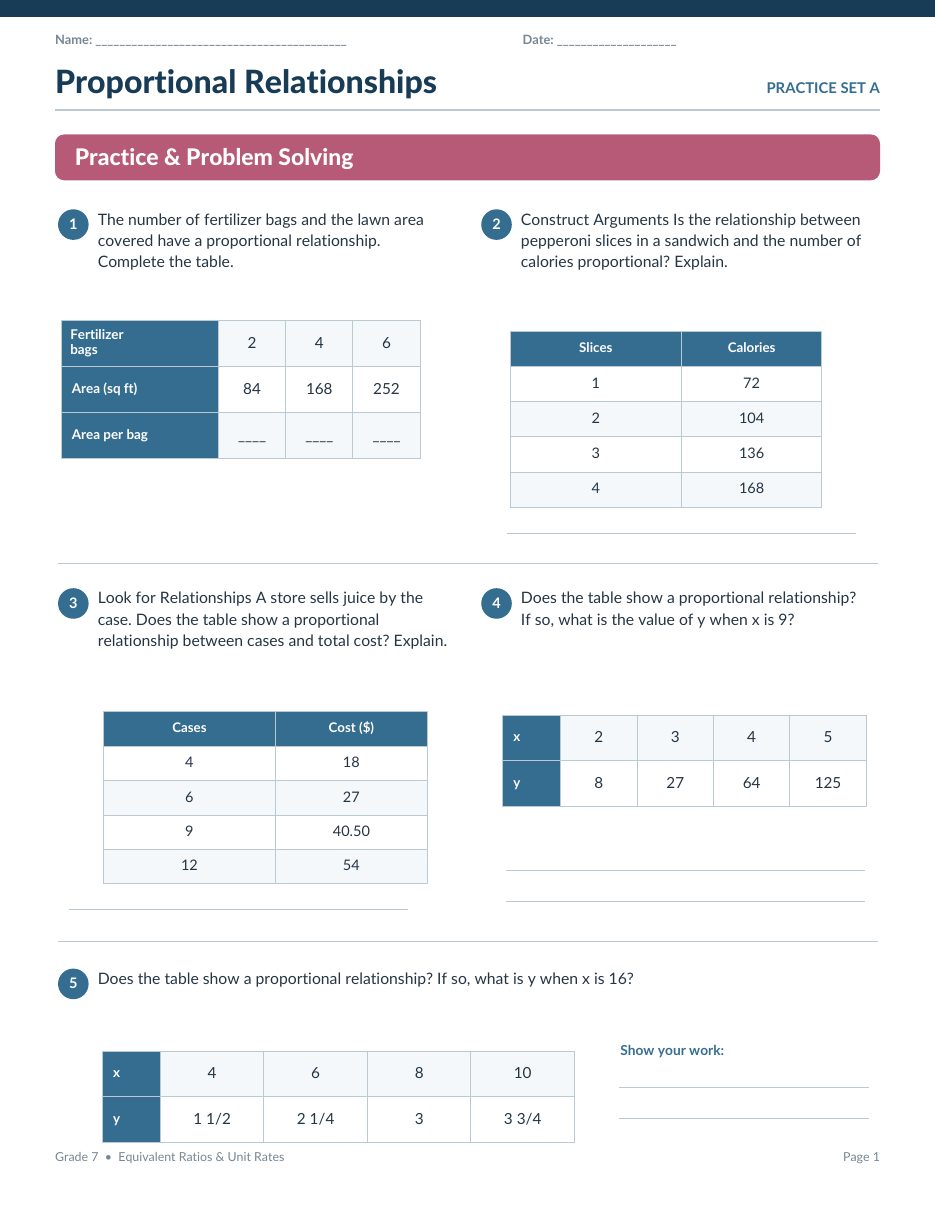 Name: ______________________________________ Date: __________________
Proportional Relationships
PRACTICE SET A
Practice & Problem Solving
1
The number of fertilizer bags and the lawn area
covered have a proportional relationship.
Complete the table.
Fertilizer
bags
2 4 6
Area (sq ft) 84 168 252
Area per bag ____ ____ ____
2
Construct Arguments Is the relationship between
pepperoni slices in a sandwich and the number of
calories proportional? Explain.
Slices Calories
1 72
2 104
3 136
4 168
3
Look for Relationships A store sells juice by the
case. Does the table show a proportional
relationship between cases and total cost? Explain.
Cases Cost ($)
4 18
6 27
9 40.50
12 54
4
Does the table show a proportional relationship?
If so, what is the value of y when x is 9?
x 2 3 4 5
y 8 27 64 125
5
Does the table show a proportional relationship? If so, what is y when x is 16?
x 4 6 8 10
y 1 1/2 2 1/4 3 3 3/4
Show your work:
Grade 7 • Equivalent Ratios & Unit Rates Page 1